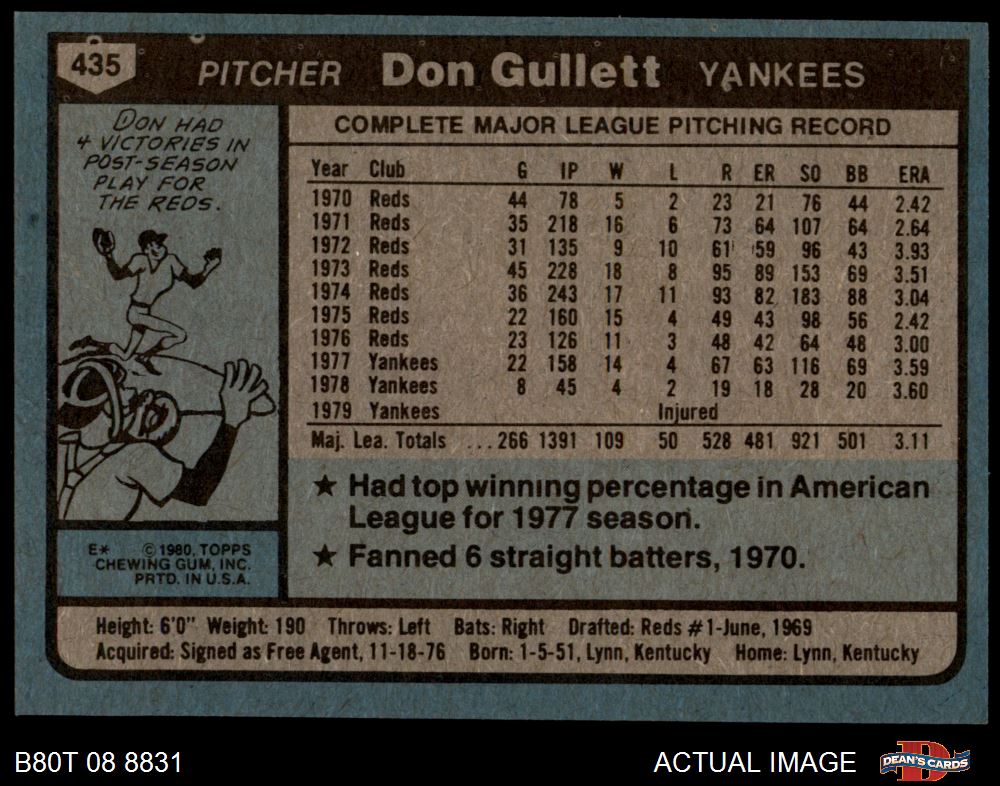 435 PITCHER Don Gullett YANKEES
DON HAD
4 VICTORIES IN
POST-SEASON
PLAY FOR
THE REDS.
E* ©1980, TOPPS
CHEWING GUM, INC.
PRTD. IN U.S.A.
COMPLETE MAJOR LEAGUE PITCHING RECORD
Year Club G IP W L R ER SO BB ERA
1970 Reds 44 78 5 2 23 21 76 44 2.42
1971 Reds 35 218 16 6 73 64 107 64 2.64
1972 Reds 31 135 9 10 61 59 96 43 3.93
1973 Reds 45 228 18 8 95 89 153 69 3.51
1974 Reds 36 243 17 11 93 82 183 88 3.04
1975 Reds 22 160 15 4 49 43 98 56 2.42
1976 Reds 23 126 11 3 48 42 64 48 3.00
1977 Yankees 22 158 14 4 67 63 116 69 3.59
1978 Yankees 8 45 4 2 19 18 28 20 3.60
1979 Yankees Injured
Maj. Lea. Totals ...266 1391 109 50 528 481 921 501 3.11
★ Had top winning percentage in American
League for 1977 season.
★ Fanned 6 straight batters, 1970.
Height: 6'0" Weight: 190 Throws: Left Bats: Right Drafted: Reds #1-June, 1969
Acquired: Signed as Free Agent, 11-18-76 Born: 1-5-51, Lynn, Kentucky Home: Lynn, Kentucky
B80T 08 8831 ACTUAL IMAGE D DEAN'S CARDS